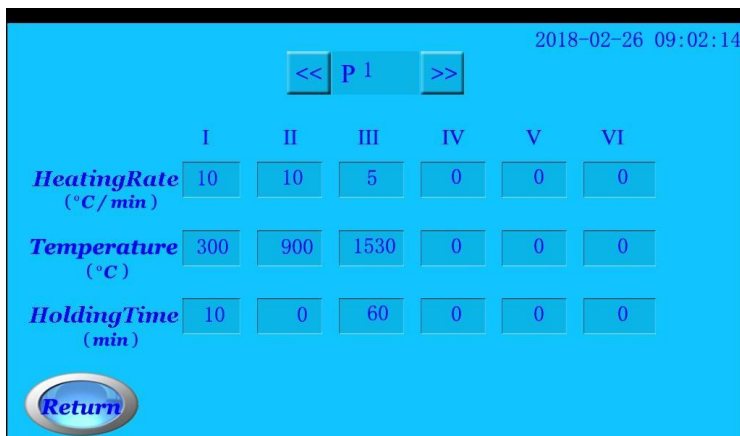 2018-02-26 09:02:14
<< P 1 >>
I II III IV V VI
HeatingRate 10 10 5 0 0 0
(°C/min)
Temperature 300 900 1530 0 0 0
(°C)
HoldingTime 10 0 60 0 0 0
(min)
Return